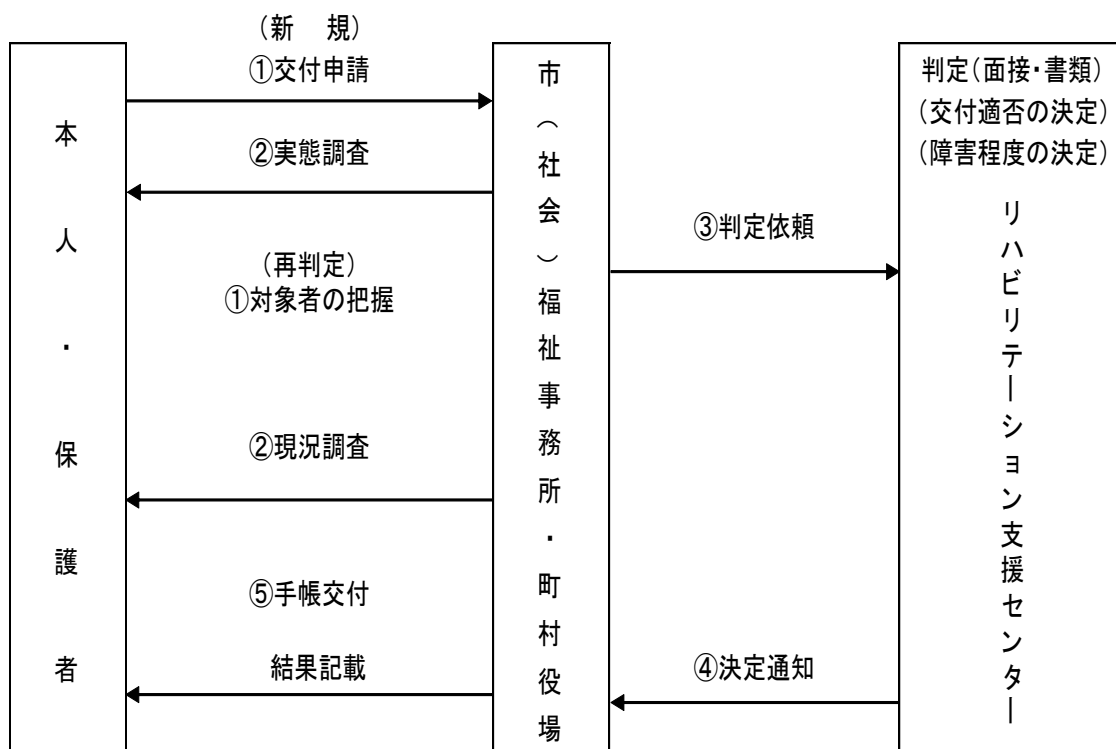 本人・保護者
(新 規)
①交付申請
②実態調査
(再判定)
①対象者の把握
②現況調査
⑤手帳交付
結果記載
市(社会)福祉事務所・町村役場
③判定依頼
④決定通知
判定(面接・書類)
(交付適否の決定)
(障害程度の決定)
リハビリテーション支援センター